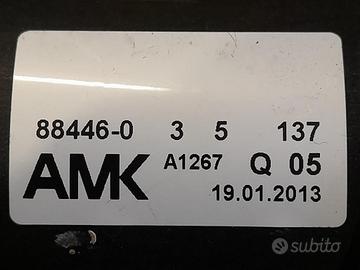 88446-0 3 5 137
AMK A1267 Q 05
19.01.2013
subito